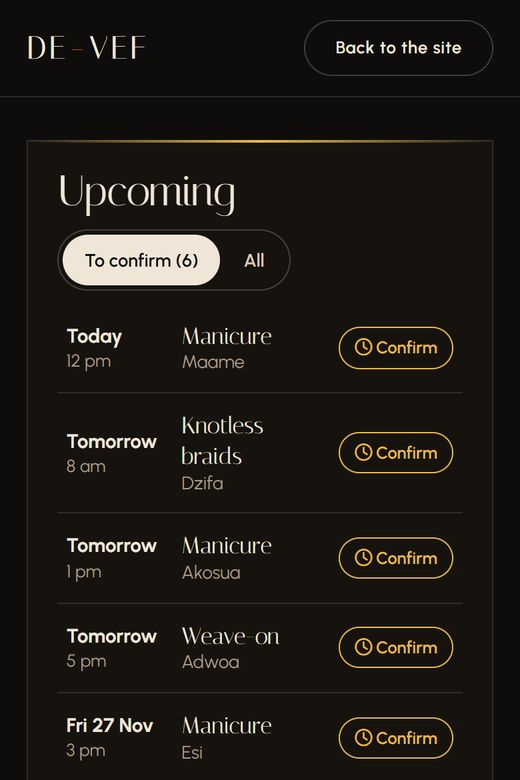 DE-VEF
Back to the site
Upcoming
To confirm (6)
All
Today
12 pm
Manicure
Maame
Confirm
Tomorrow
8 am
Knotless
braids
Dzifa
Confirm
Tomorrow
1 pm
Manicure
Akosua
Confirm
Tomorrow
5 pm
Weave-on
Adwoa
Confirm
Fri 27 Nov
3 pm
Manicure
Esi
Confirm